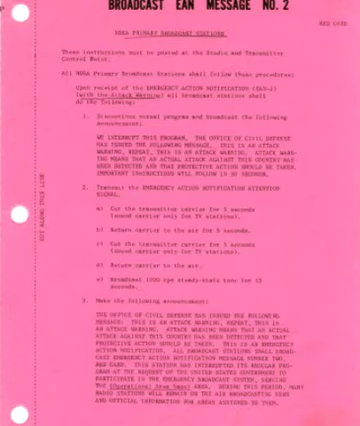 BROADCAST EAN MESSAGE NO. 2
RED CARD
NDEA PRIMARY BROADCAST STATIONS
These instructions must be posted at the Studio and Transmitter
Control Point.
All NDEA Primary Broadcast Stations shall follow these procedures:
Upon receipt of the EMERGENCY ACTION NOTIFICATION
(with the Attack Warning) all broadcast stations shall
do the following:
1. Discontinue normal program and broadcast the following
announcement:
WE INTERRUPT THIS PROGRAM. THE OFFICE OF CIVIL DEFENSE
HAS ISSUED THE FOLLOWING MESSAGE. THIS IS AN ATTACK
WARNING, REPEAT, THIS IS AN ATTACK WARNING. ATTACK WARN-
ING MEANS THAT AN ACTUAL ATTACK AGAINST THIS COUNTRY HAS
BEEN DETECTED AND THAT PROTECTIVE ACTION SHOULD BE TAKEN.
IMPORTANT INSTRUCTIONS WILL FOLLOW IN 30 SECONDS.
2. Transmit the EMERGENCY ACTION NOTIFICATION ATTENTION
SIGNAL.
a) Cut the transmitter carrier for 5 seconds
(sound carrier only for TV stations).
b) Return carrier to the air for 5 seconds.
c) Cut the transmitter carrier for 5 seconds
(sound carrier only for TV stations).
d) Return carrier to the air.
e) Broadcast 1000 cps steady-state tone for 15
seconds.
3. Make the following announcement:
THE OFFICE OF CIVIL DEFENSE HAS ISSUED THE FOLLOWING
MESSAGE: THIS IS AN ATTACK WARNING, REPEAT, THIS IS
AN ATTACK WARNING. ATTACK WARNING MEANS THAT AN ACTUAL
ATTACK AGAINST THIS COUNTRY HAS BEEN DETECTED AND THAT
PROTECTIVE ACTION SHOULD BE TAKEN. THIS IS AN EMERGENCY
ACTION NOTIFICATION. ALL BROADCAST STATIONS SHALL BROAD-
CAST EMERGENCY ACTION NOTIFICATION MESSAGE NUMBER TWO,
RED CARD. THIS STATION HAS INTERRUPTED ITS REGULAR PRO-
GRAM AT THE REQUEST OF THE UNITED STATES GOVERNMENT TO
PARTICIPATE IN THE EMERGENCY BROADCAST SYSTEM, SERVING
THE (Operational Area Name) AREA. DURING THIS PERIOD, MANY
RADIO STATIONS WILL REMAIN ON THE AIR BROADCASTING NEWS
AND OFFICIAL INFORMATION FOR AREAS ASSIGNED TO THEM.
CUT ALONG THIS LINE